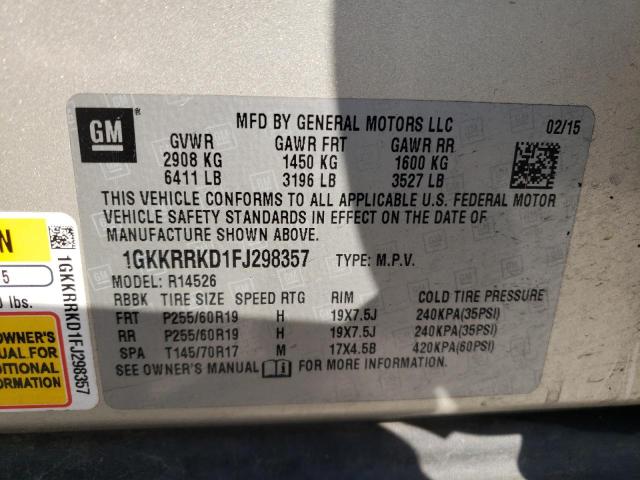 GM
®
MFD BY GENERAL MOTORS LLC 02/15
GVWR GAWR FRT GAWR RR
2908 KG 1450 KG 1600 KG
6411 LB 3196 LB 3527 LB
THIS VEHICLE CONFORMS TO ALL APPLICABLE U.S. FEDERAL MOTOR
VEHICLE SAFETY STANDARDS IN EFFECT ON THE DATE OF
MANUFACTURE SHOWN ABOVE.
1GKKRRKD1FJ298357 TYPE: M.P.V.
MODEL: R14526
RBBK TIRE SIZE SPEED RTG RIM COLD TIRE PRESSURE
FRT P255/60R19 H 19X7.5J 240KPA(35PSI)
RR P255/60R19 H 19X7.5J 240KPA(35PSI)
SPA T145/70R17 M 17X4.5B 420KPA(60PSI)
SEE OWNER'S MANUAL FOR MORE INFORMATION.
N
5
lbs.
OWNER'S
NUAL FOR
DITIONAL
ORMATION
1GKKRRKD1FJ298357